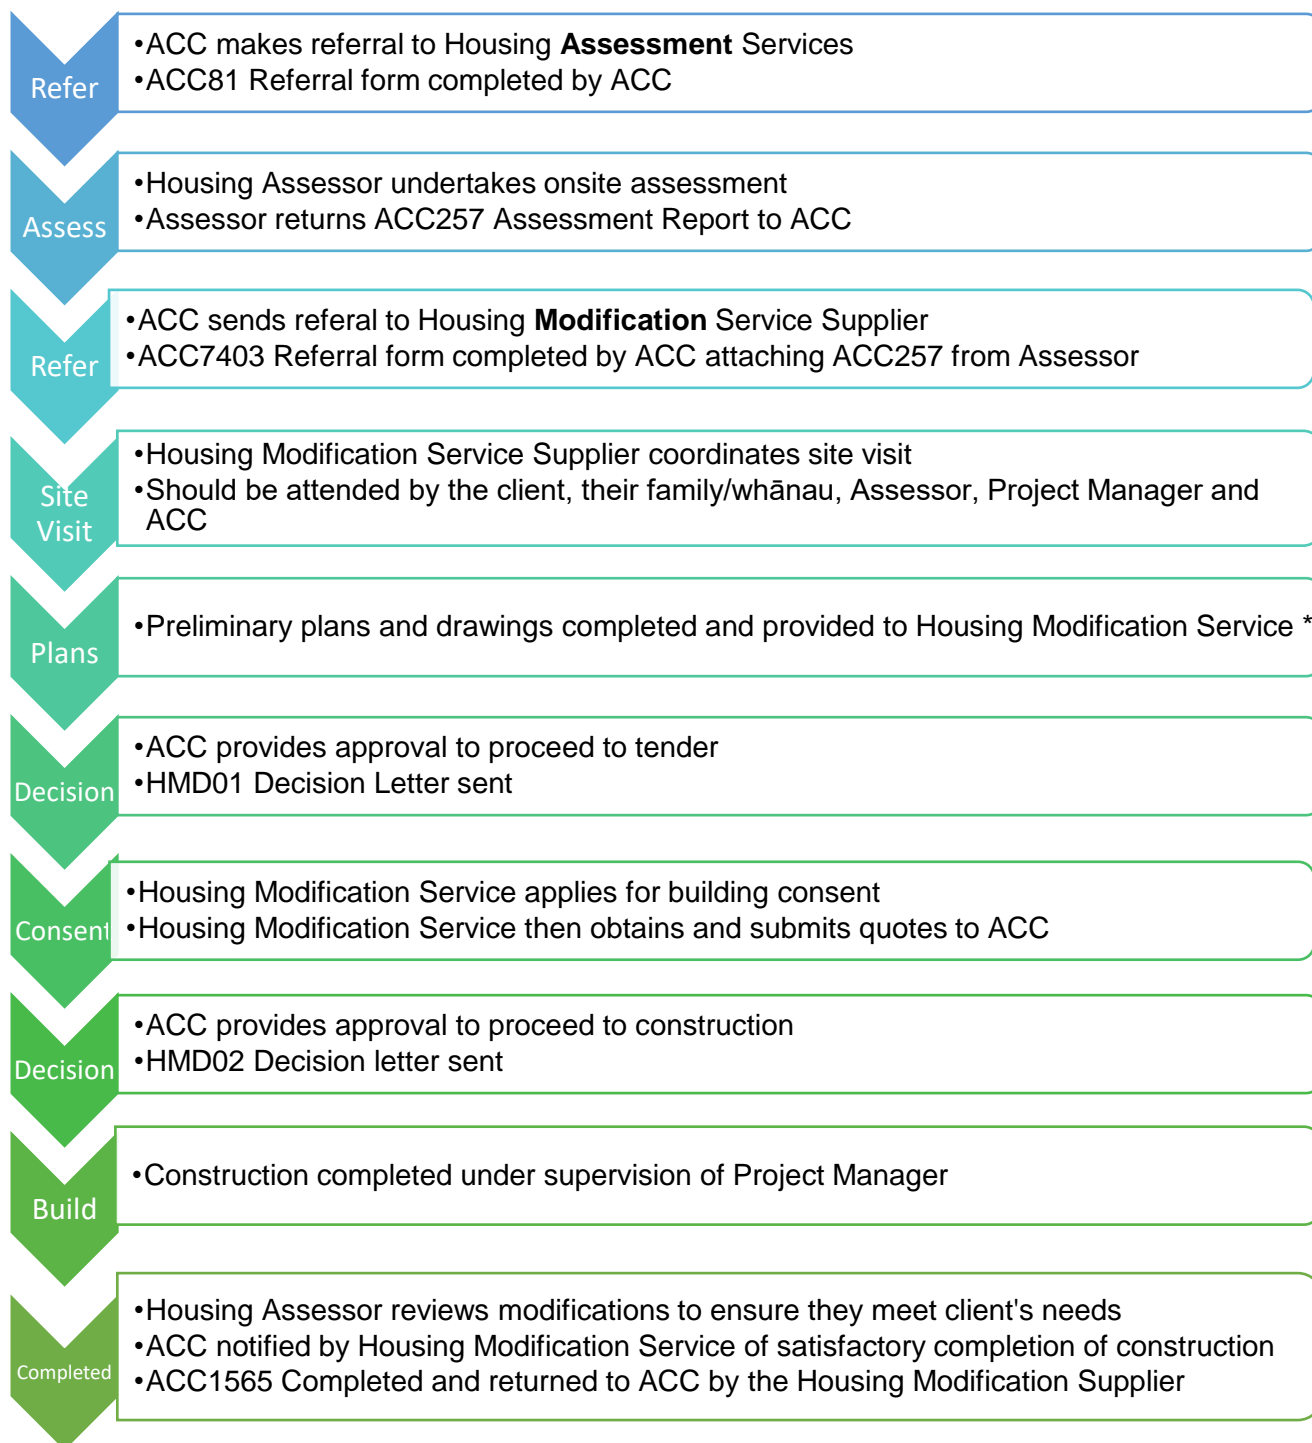 Refer
•ACC makes referral to Housing Assessment Services
•ACC81 Referral form completed by ACC
Assess
•Housing Assessor undertakes onsite assessment
•Assessor returns ACC257 Assessment Report to ACC
Refer
•ACC sends referal to Housing Modification Service Supplier
•ACC7403 Referral form completed by ACC attaching ACC257 from Assessor
Site
Visit
•Housing Modification Service Supplier coordinates site visit
•Should be attended by the client, their family/whānau, Assessor, Project Manager and
ACC
Plans
•Preliminary plans and drawings completed and provided to Housing Modification Service *
Decision
•ACC provides approval to proceed to tender
•HMD01 Decision Letter sent
Consent
•Housing Modification Service applies for building consent
•Housing Modification Service then obtains and submits quotes to ACC
Decision
•ACC provides approval to proceed to construction
•HMD02 Decision letter sent
Build
•Construction completed under supervision of Project Manager
Completed
•Housing Assessor reviews modifications to ensure they meet client's needs
•ACC notified by Housing Modification Service of satisfactory completion of construction
•ACC1565 Completed and returned to ACC by the Housing Modification Supplier